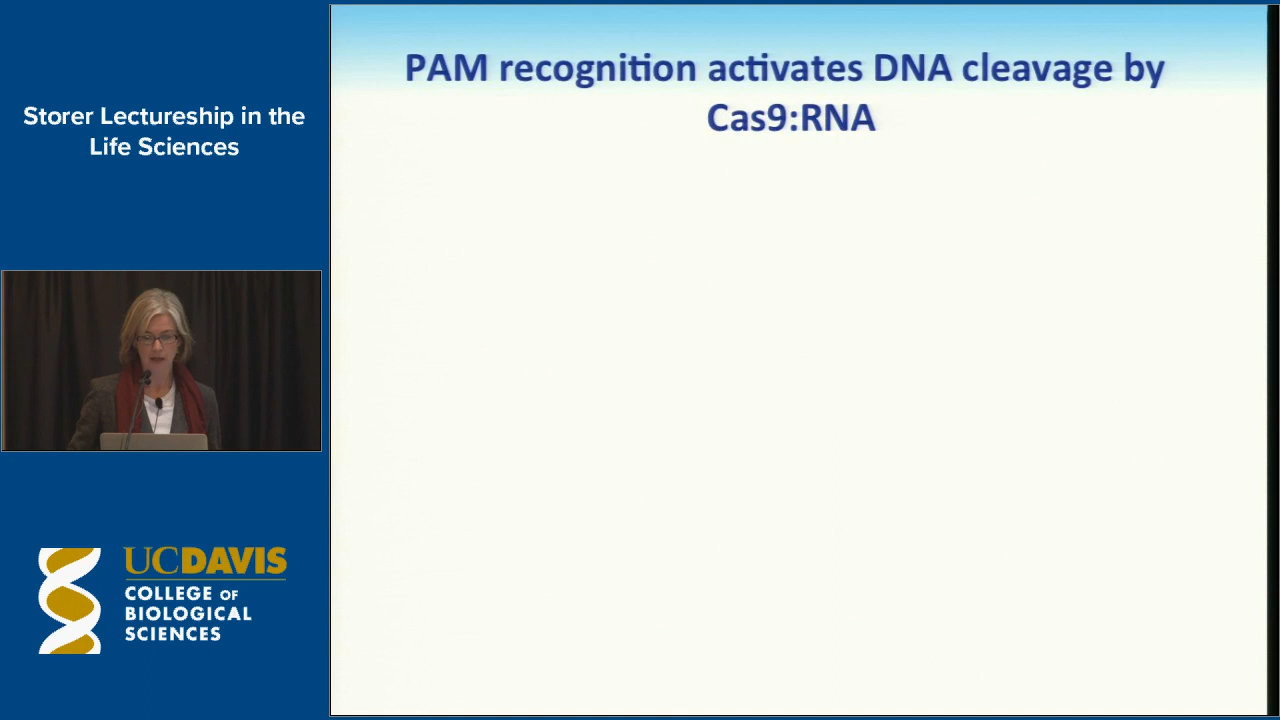 Storer Lectureship in the
Life Sciences
PAM recognition activates DNA cleavage by
Cas9:RNA
UCDAVIS
COLLEGE OF
BIOLOGICAL
SCIENCES